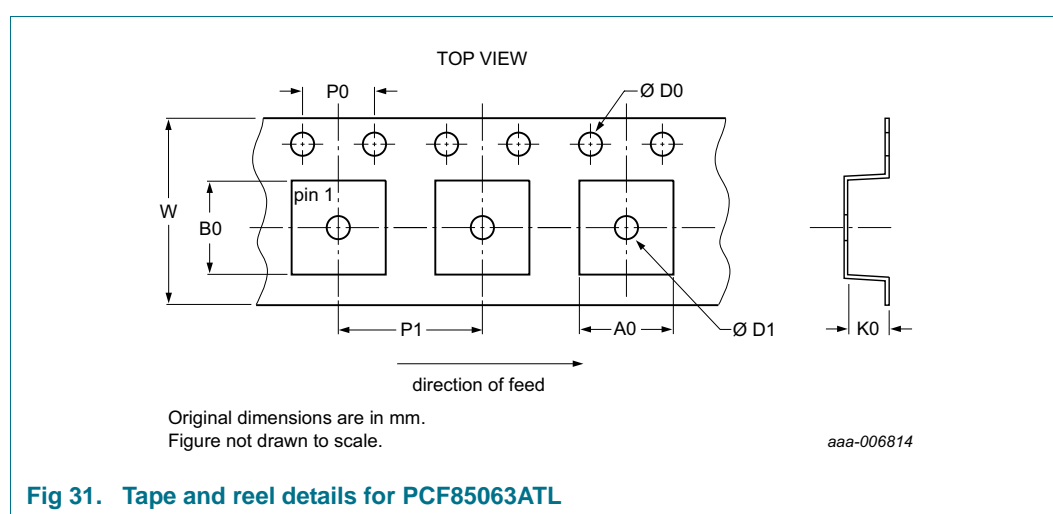 TOP VIEW
P0
Ø D0
pin 1
W
B0
P1
A0
Ø D1
K0
direction of feed
Original dimensions are in mm.
Figure not drawn to scale.
aaa-006814
Fig 31. Tape and reel details for PCF85063ATL